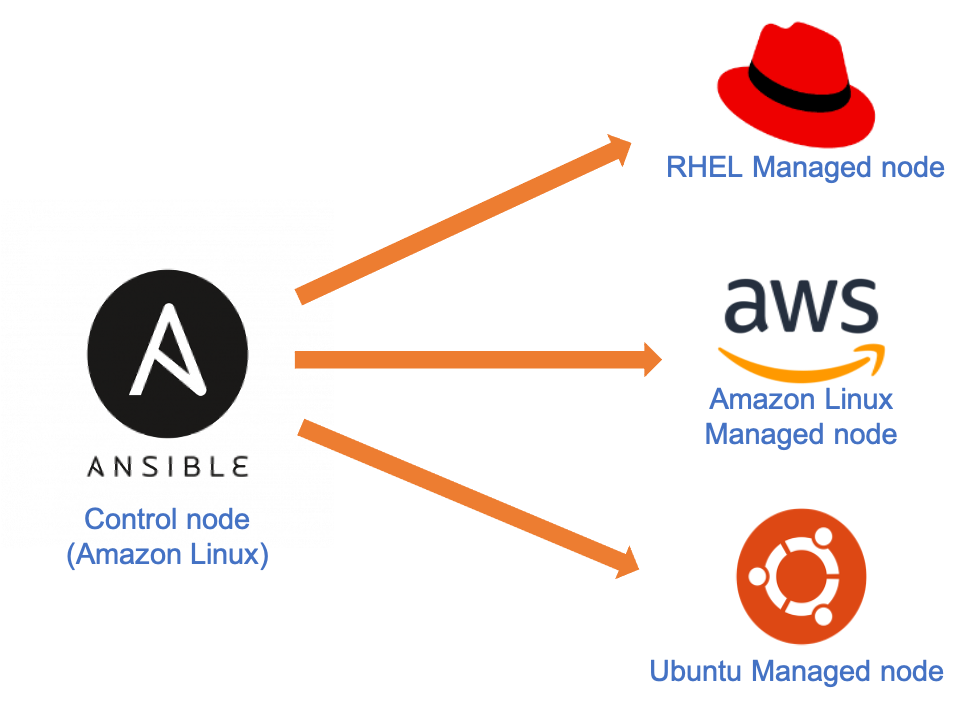 RHEL Managed node
aws
Amazon Linux
Managed node
ANSIBLE
Control node
(Amazon Linux)
Ubuntu Managed node